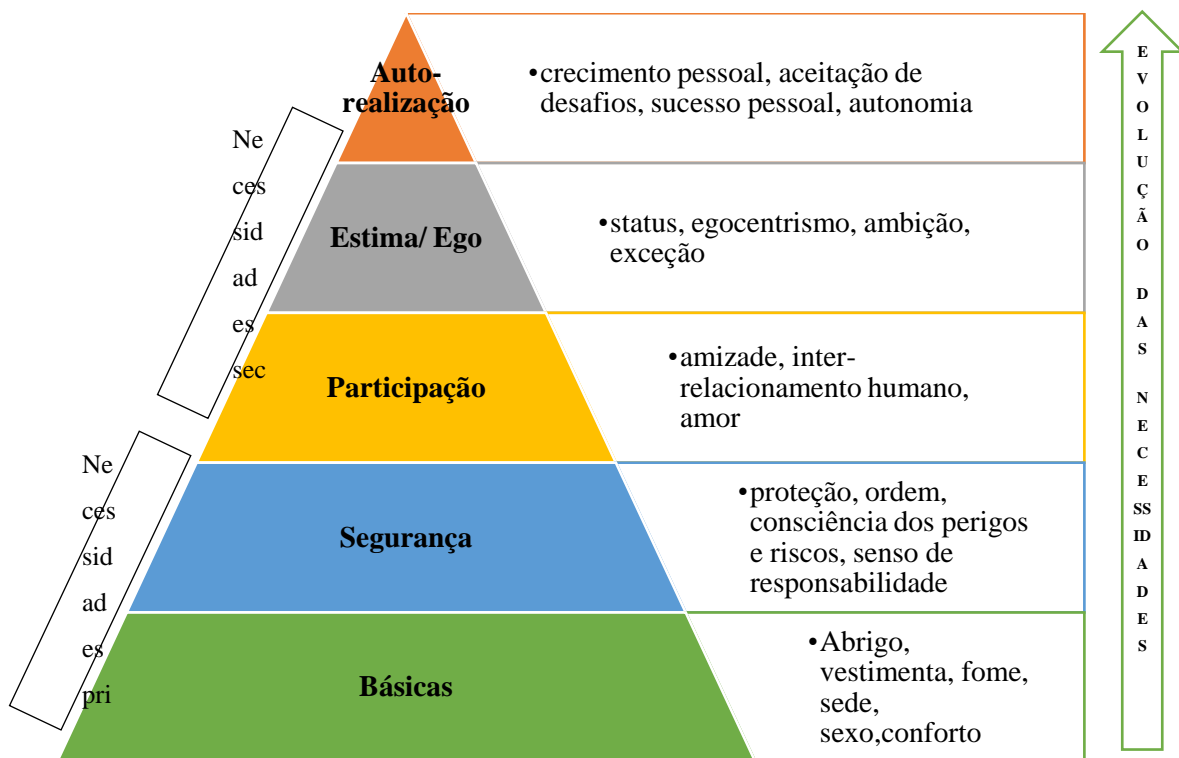 Auto-
realização
•crecimento pessoal, aceitação de
desafios, sucesso pessoal, autonomia
Estima/ Ego
•status, egocentrismo, ambição,
exceção
Participação
•amizade, inter-
relacionamento humano,
amor
Segurança
•proteção, ordem,
consciência dos perigos
e riscos, senso de
responsabilidade
Básicas
•Abrigo,
vestimenta, fome,
sede,
sexo,conforto
Ne
ces
sid
ad
es
sec
Ne
ces
sid
ad
es
pri
E
V
O
L
U
Ç
Ã
O
D
A
S
N
E
C
E
SS
ID
A
D
E
S